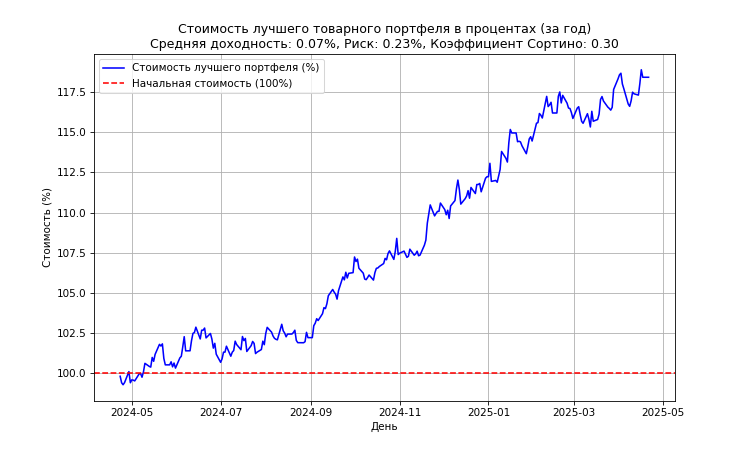 Стоимость лучшего товарного портфеля в процентах (за год)
Средняя доходность: 0.07%, Риск: 0.23%, Коэффициент Сортино: 0.30
Стоимость лучшего портфеля (%)
Начальная стоимость (100%)
Стоимость (%)
117.5
115.0
112.5
110.0
107.5
105.0
102.5
100.0
2024-05
2024-07
2024-09
2024-11
2025-01
2025-03
2025-05
День